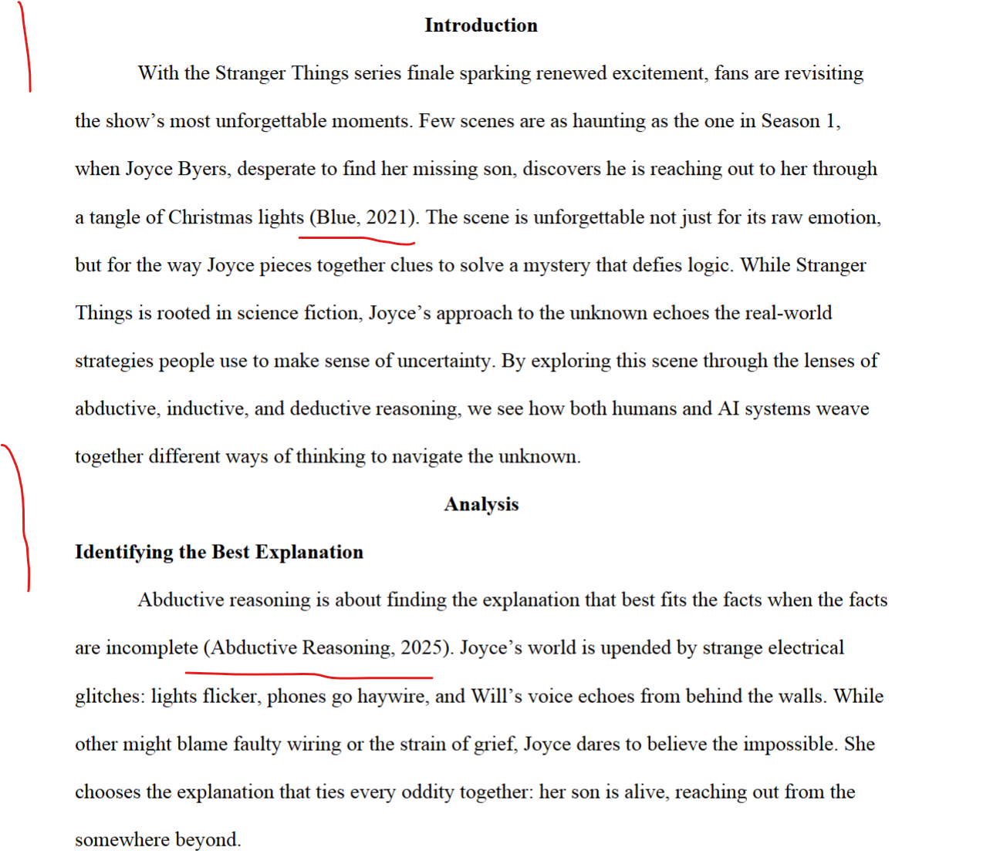 Introduction
With the Stranger Things series finale sparking renewed excitement, fans are revisiting
the show’s most unforgettable moments. Few scenes are as haunting as the one in Season 1,
when Joyce Byers, desperate to find her missing son, discovers he is reaching out to her through
a tangle of Christmas lights (Blue, 2021). The scene is unforgettable not just for its raw emotion,
but for the way Joyce pieces together clues to solve a mystery that defies logic. While Stranger
Things is rooted in science fiction, Joyce’s approach to the unknown echoes the real-world
strategies people use to make sense of uncertainty. By exploring this scene through the lenses of
abductive, inductive, and deductive reasoning, we see how both humans and AI systems weave
together different ways of thinking to navigate the unknown.
Analysis
Identifying the Best Explanation
Abductive reasoning is about finding the explanation that best fits the facts when the facts
are incomplete (Abductive Reasoning, 2025). Joyce’s world is upended by strange electrical
glitches: lights flicker, phones go haywire, and Will’s voice echoes from behind the walls. While
other might blame faulty wiring or the strain of grief, Joyce dares to believe the impossible. She
chooses the explanation that ties every oddity together: her son is alive, reaching out from the
somewhere beyond.